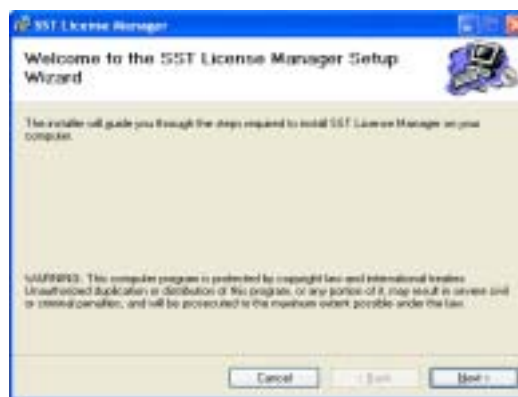 SST License Manager
Welcome to the SST License Manager Setup
Wizard
The installer will guide you through the steps required to install SST License Manager on your
computer.
WARNING: This computer program is protected by copyright law and international treaties.
Unauthorized duplication or distribution of this program, or any portion of it, may result in severe civil
or criminal penalties, and will be prosecuted to the maximum extent possible under the law.
Cancel
< Back
Next >